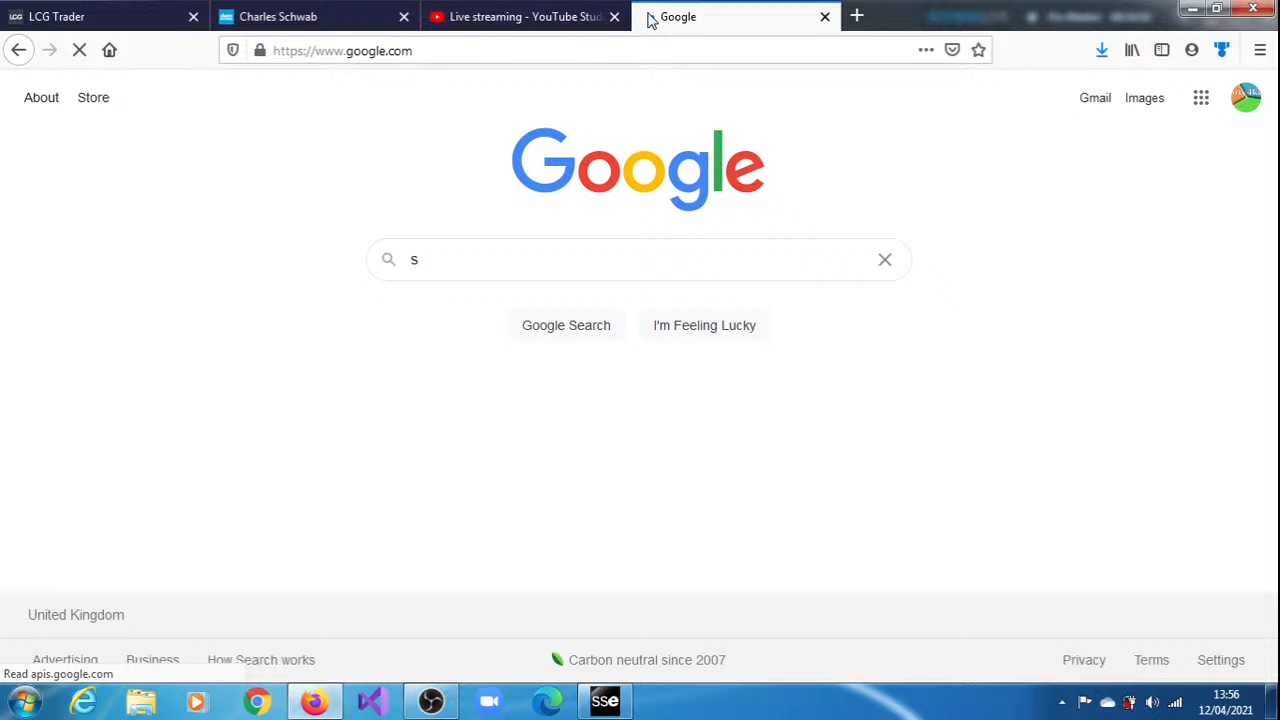 LCG LCG Trader
Charles Schwab
Live streaming - YouTube Stud
Google
https://www.google.com
About
Store
Gmail
Images
Google
s
Google Search
I'm Feeling Lucky
United Kingdom
Advertising
Business
How Search works
Carbon neutral since 2007
Privacy
Terms
Settings
Read apis.google.com
sse
13:56
12/04/2021